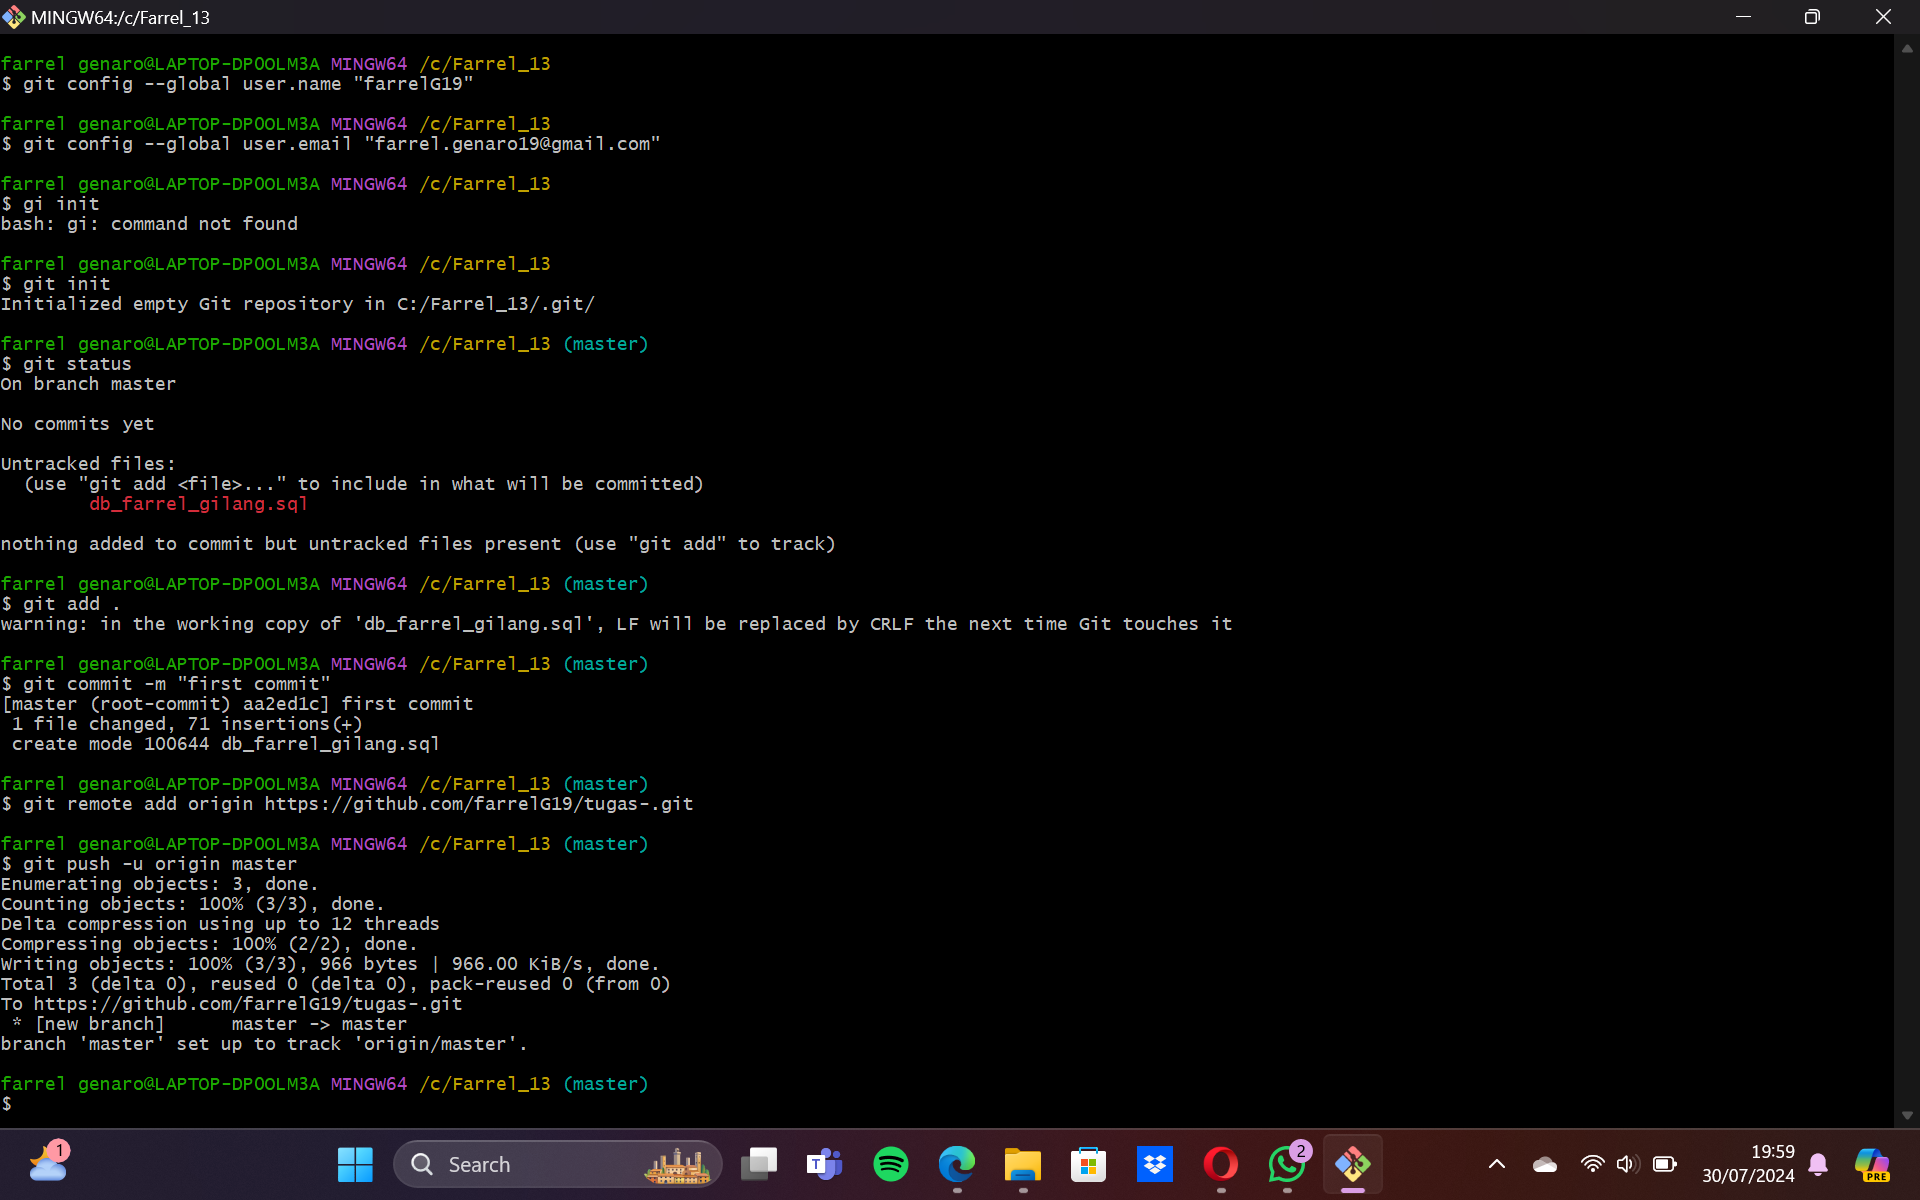 MINGW64:/c/Farrel_13
farrel genaro@LAPTOP-DP0OLM3A MINGW64 /c/Farrel_13
$ git config --global user.name "farrelG19"
farrel genaro@LAPTOP-DP0OLM3A MINGW64 /c/Farrel_13
$ git config --global user.email "farrel.genaro19@gmail.com"
farrel genaro@LAPTOP-DP0OLM3A MINGW64 /c/Farrel_13
$ gi init
bash: gi: command not found
farrel genaro@LAPTOP-DP0OLM3A MINGW64 /c/Farrel_13
$ git init
Initialized empty Git repository in C:/Farrel_13/.git/
farrel genaro@LAPTOP-DP0OLM3A MINGW64 /c/Farrel_13 (master)
$ git status
On branch master
No commits yet
Untracked files:
  (use "git add <file>..." to include in what will be committed)
        db_farrel_gilang.sql
nothing added to commit but untracked files present (use "git add" to track)
farrel genaro@LAPTOP-DP0OLM3A MINGW64 /c/Farrel_13 (master)
$ git add .
warning: in the working copy of 'db_farrel_gilang.sql', LF will be replaced by CRLF the next time Git touches it
farrel genaro@LAPTOP-DP0OLM3A MINGW64 /c/Farrel_13 (master)
$ git commit -m "first commit"
[master (root-commit) aa2ed1c] first commit
 1 file changed, 71 insertions(+)
 create mode 100644 db_farrel_gilang.sql
farrel genaro@LAPTOP-DP0OLM3A MINGW64 /c/Farrel_13 (master)
$ git remote add origin https://github.com/farrelG19/tugas-.git
farrel genaro@LAPTOP-DP0OLM3A MINGW64 /c/Farrel_13 (master)
$ git push -u origin master
Enumerating objects: 3, done.
Counting objects: 100% (3/3), done.
Delta compression using up to 12 threads
Compressing objects: 100% (2/2), done.
Writing objects: 100% (3/3), 966 bytes | 966.00 KiB/s, done.
Total 3 (delta 0), reused 0 (delta 0), pack-reused 0 (from 0)
To https://github.com/farrelG19/tugas-.git
 * [new branch]      master -> master
branch 'master' set up to track 'origin/master'.
farrel genaro@LAPTOP-DP0OLM3A MINGW64 /c/Farrel_13 (master)
$
1
Search
T
2
19:59
30/07/2024
PRE